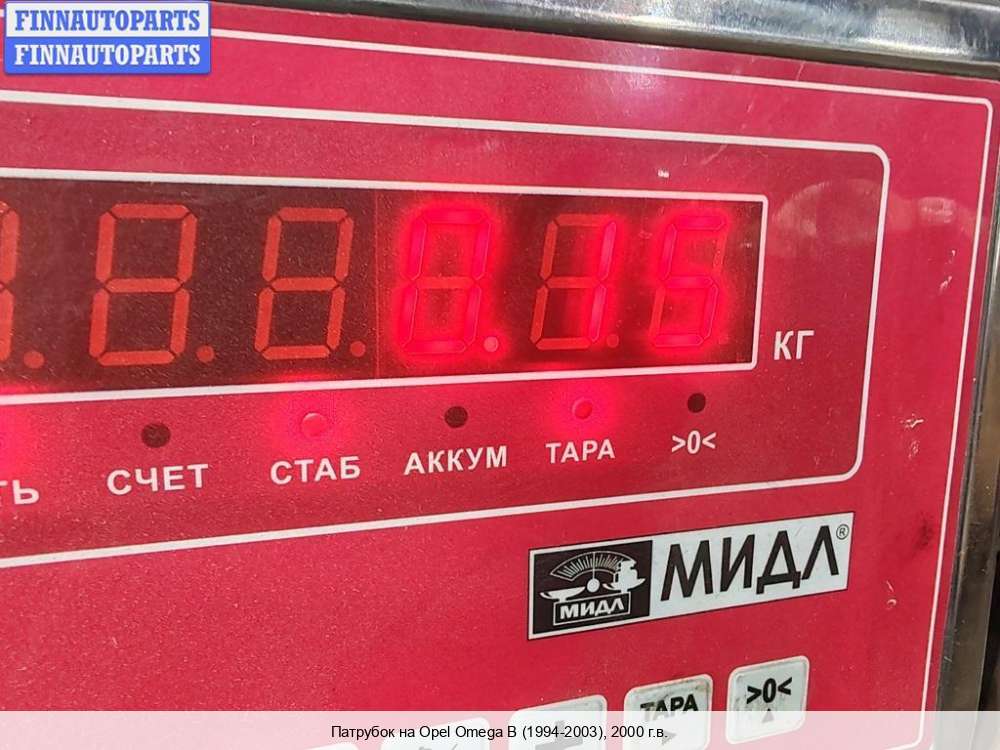 FINNAUTOPARTS
FINNAUTOPARTS
0.15
КГ
СЧЕТ СТАБ АККУМ ТАРА >0<
МИДЛ МИДЛ®
ТАРА >0<
Патрубок на Opel Omega B (1994-2003), 2000 г.в.